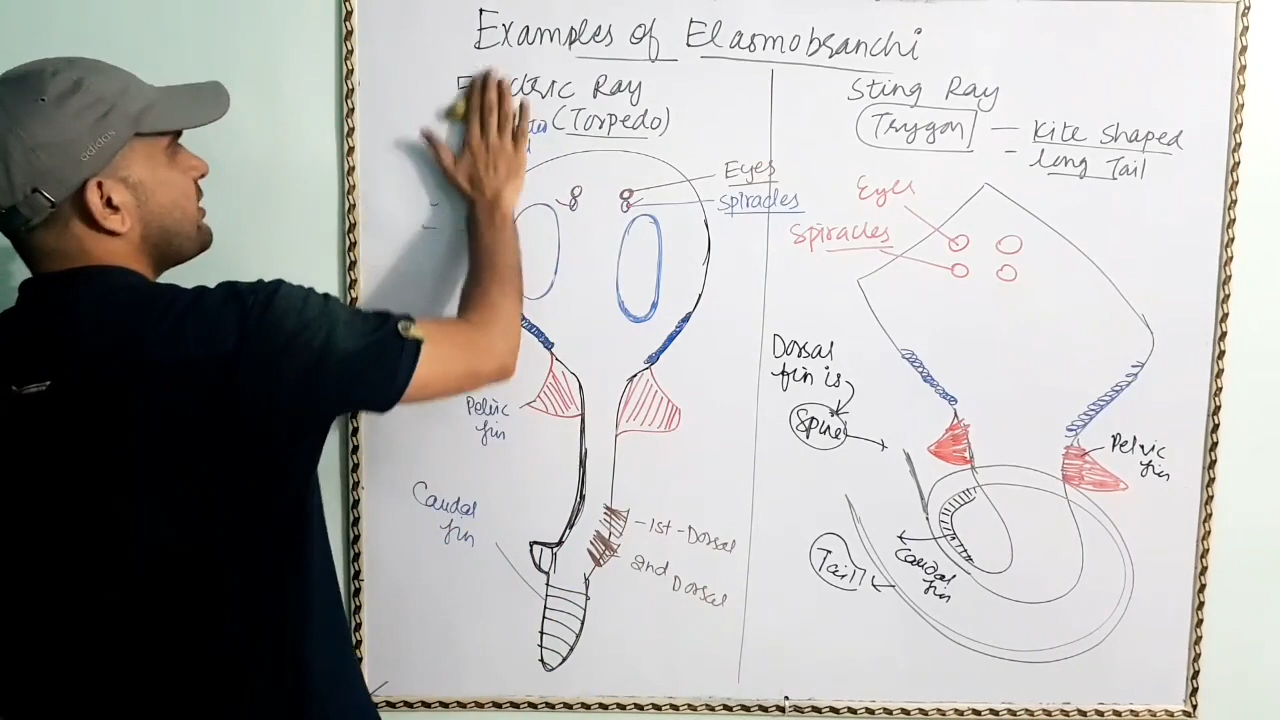 Examples of Elasmobranchi
Ray
(Torpedo)
Eyes
spiracles
Pelvic
fin
Caudal
fin
-1st-Dorsal
2nd Dorsal
Sting Ray
Trygon — Kite Shaped
= long Tail
Eyes
Spiracles
Dorsal
fin is
Spine
Pelvic
fin
Caudal
fin
Tail
adidas